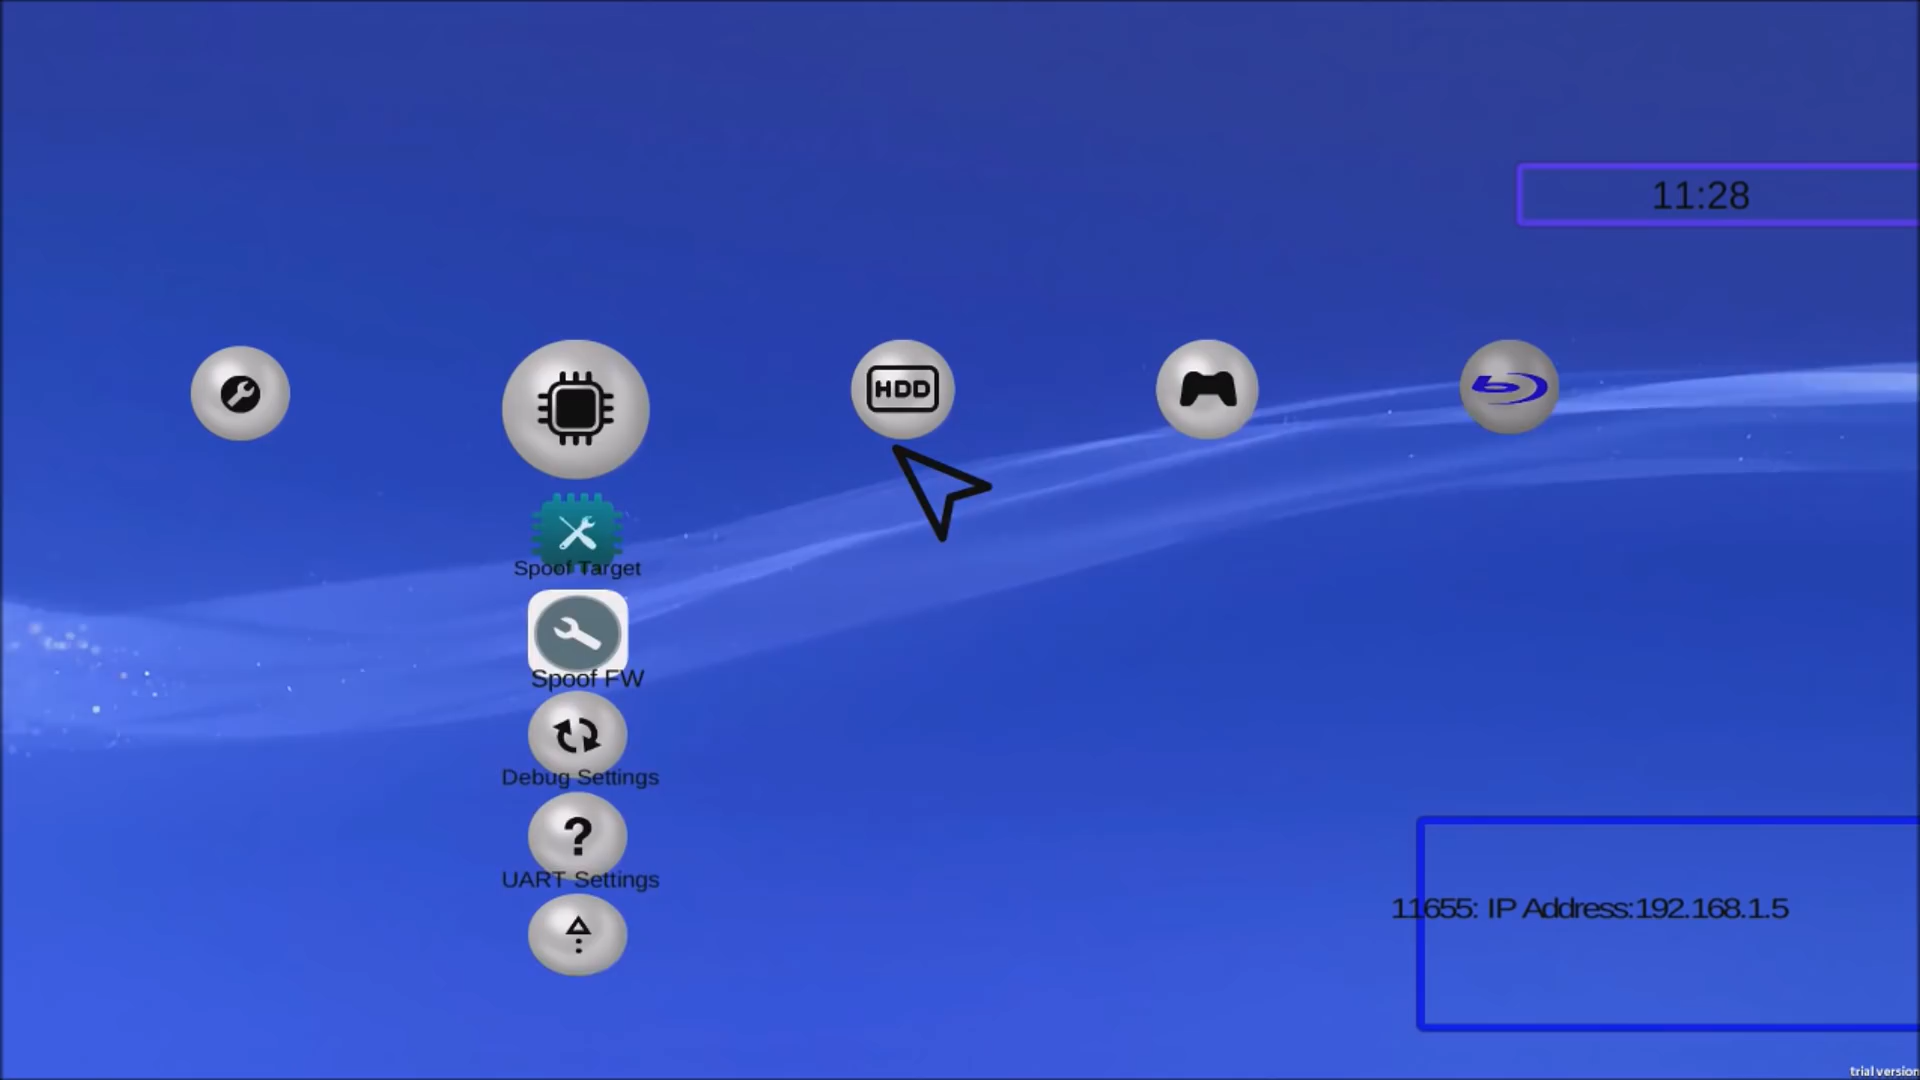 11:28
HDD
Spoof Target
Spoof FW
Debug Settings
?
UART Settings
11655: IP Address:192.168.1.5
trial version